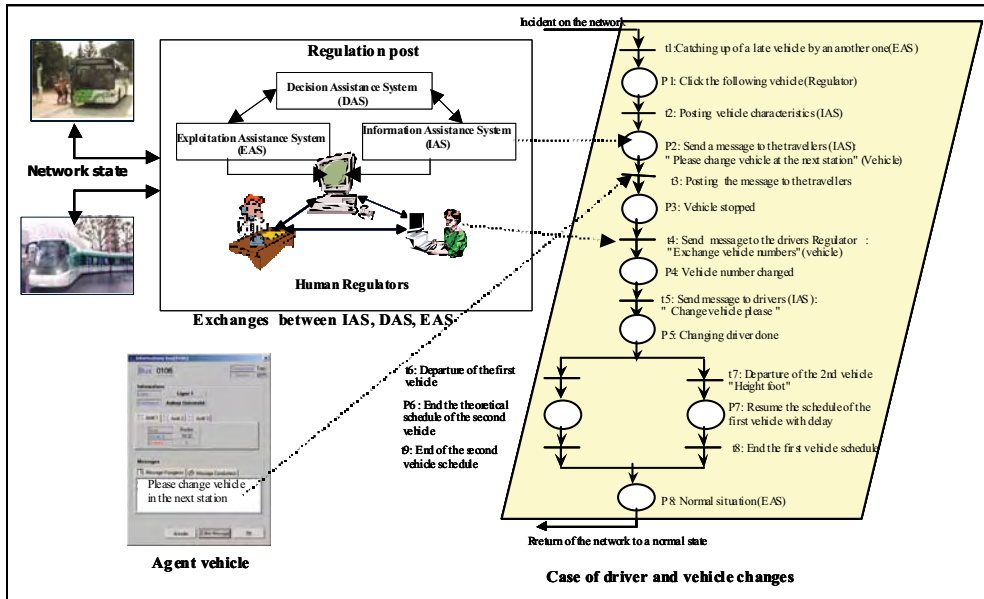 Regulation post
Decision Assistance System
(DAS)
Exploitation Assistance System
(EAS)
Information Assistance System
(IAS)
Network state
Human Regulators
Exchanges between IAS, DAS, EAS
Bus 0106
Informations
Ligne 1
Messages
Please change vehicle
in the next station
Agent vehicle
Incident on the network
t1:Catching up of a late vehicle by an another one(EAS)
P1: Click the following vehicle(Regulator)
t2: Posting vehicle characteristics (IAS)
P2: Send a message to the travellers (IAS):
" Please change vehicle at the next station" (Vehicle)
t3: Posting the message to the travellers
P3: Vehicle stopped
t4: Send message to the drivers Regulator :
"Exchange vehicle numbers" (vehicle)
P4: Vehicle number changed
t5: Send message to drivers (IAS):
" Change vehicle please "
P5: Changing driver done
t6: Departure of the first
vehicle
P6: End the theoretical
schedule of the second
vehicle
t9: End of the second
vehicle schedule
t7: Departure of the 2nd vehicle
"Height foot"
P7: Resume the schedule of the
first vehicle with delay
t8: End the first vehicle schedule
P8: Normal situation(EAS)
Rreturn of the network to a normal state
Case of driver and vehicle changes